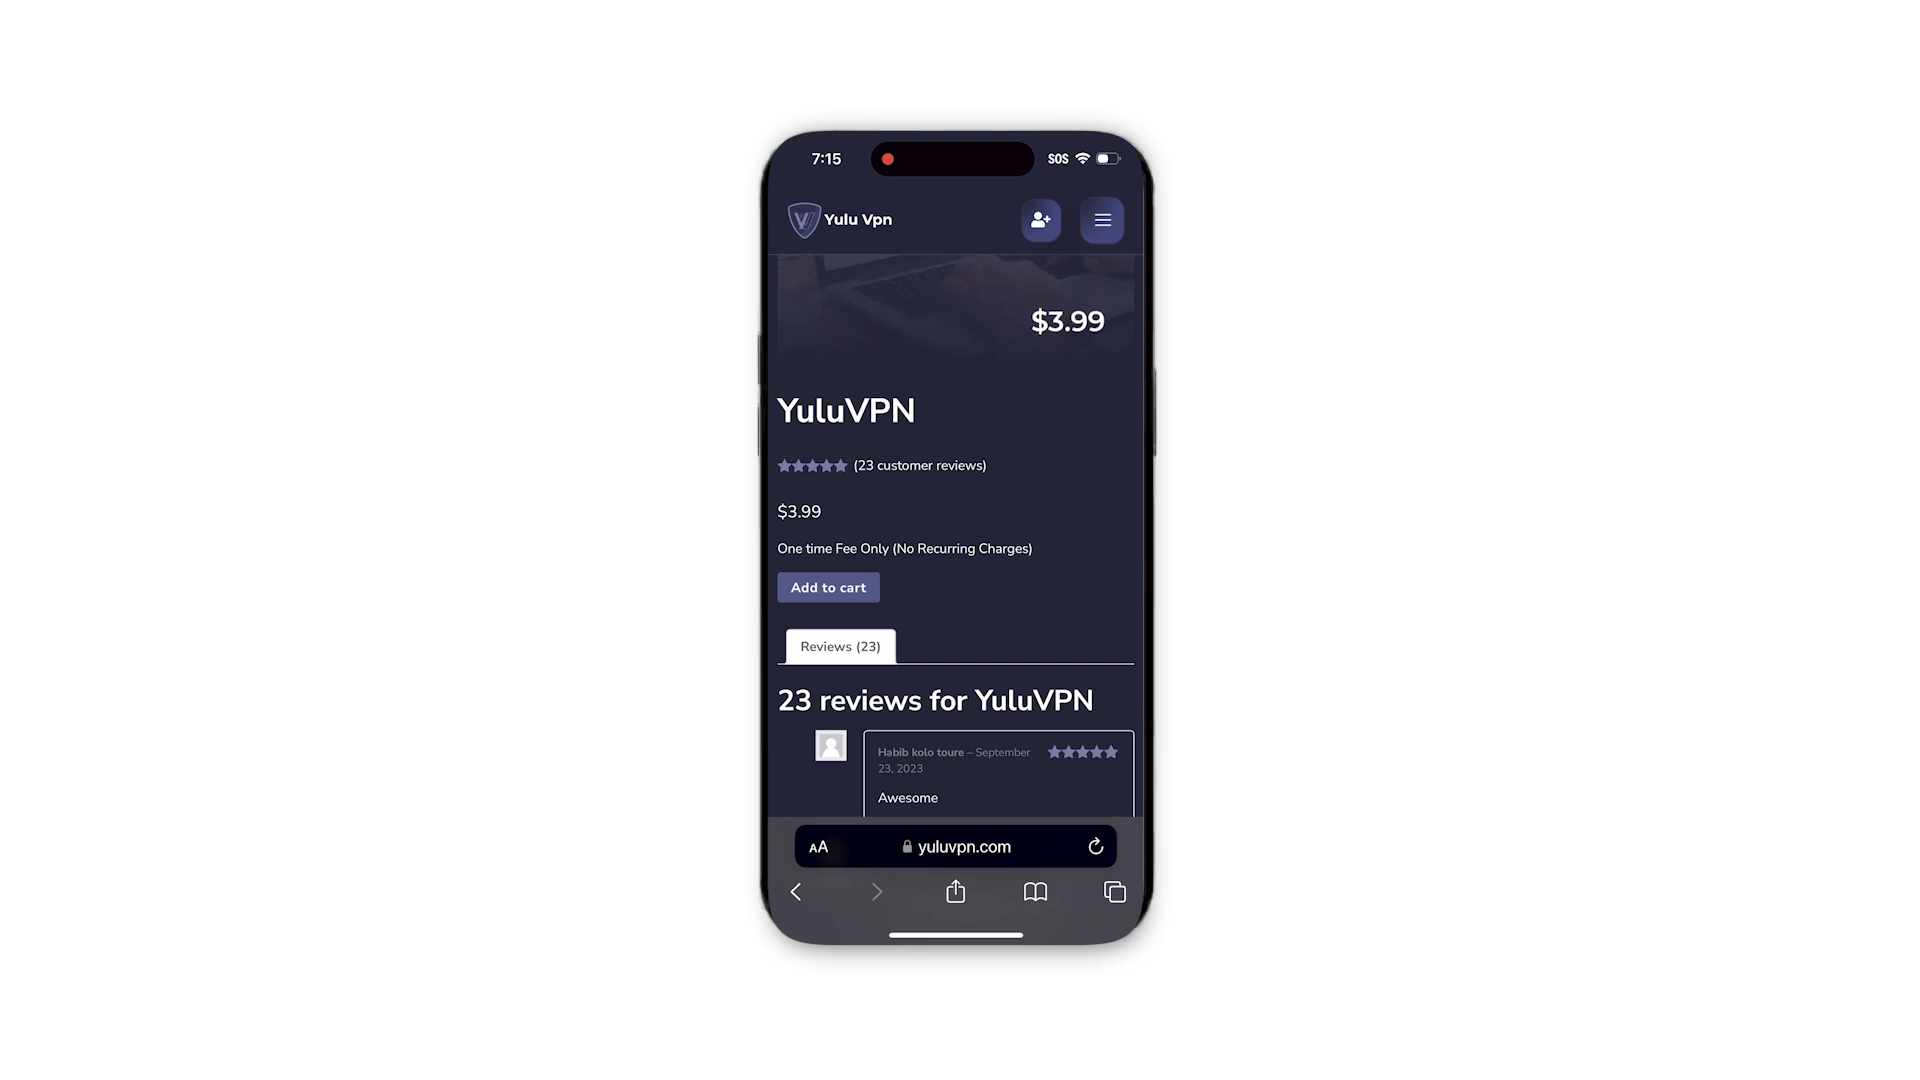 7:15
SOS
Yulu Vpn
$3.99
YuluVPN
(23 customer reviews)
$3.99
One time Fee Only (No Recurring Charges)
Add to cart
Reviews (23)
23 reviews for YuluVPN
Habib kolo toure – September
23, 2023
Awesome
AA yuluvpn.com